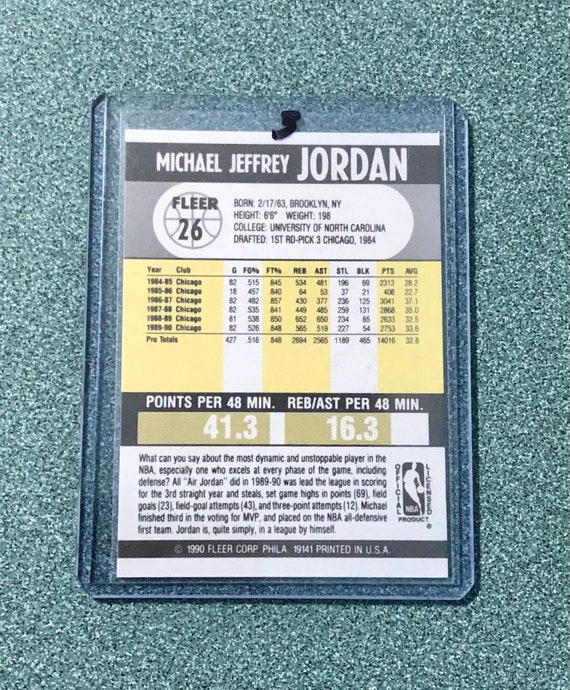 MICHAEL JEFFREY JORDAN
FLEER
26
BORN: 2/17/63, BROOKLYN, NY
HEIGHT: 6'6" WEIGHT: 198
COLLEGE: UNIVERSITY OF NORTH CAROLINA
DRAFTED: 1ST RD-PICK 3 CHICAGO, 1984
Year Club G FG% FT% REB AST STL BLK PTS AVG
1984-85 Chicago 82 .515 .845 534 481 196 69 2313 28.2
1985-86 Chicago 18 .457 .840 64 53 37 21 408 22.7
1986-87 Chicago 82 .482 .857 430 377 236 125 3041 37.1
1987-88 Chicago 82 .535 .841 449 485 259 131 2868 35.0
1988-89 Chicago 81 .538 .850 652 650 234 65 2633 32.5
1989-90 Chicago 82 .526 .848 565 519 227 54 2753 33.6
Pro Totals 427 .516 .848 2694 2565 1189 465 14016 32.8
POINTS PER 48 MIN. REB/AST PER 48 MIN.
41.3 16.3
What can you say about the most dynamic and unstoppable player in the
NBA, especially one who excels at every phase of the game, including
defense? All "Air Jordan" did in 1989-90 was lead the league in scoring
for the 3rd straight year and steals, set game highs in points (69), field
goals (23), field-goal attempts (43), and three-point attempts (12). Michael
finished third in the voting for MVP, and placed on the NBA all-defensive
first team. Jordan is, quite simply, in a league by himself.
OFFICIAL
LICENSED
NBA
PRODUCT
®
© 1990 FLEER CORP. PHILA. 19141 PRINTED IN U.S.A.